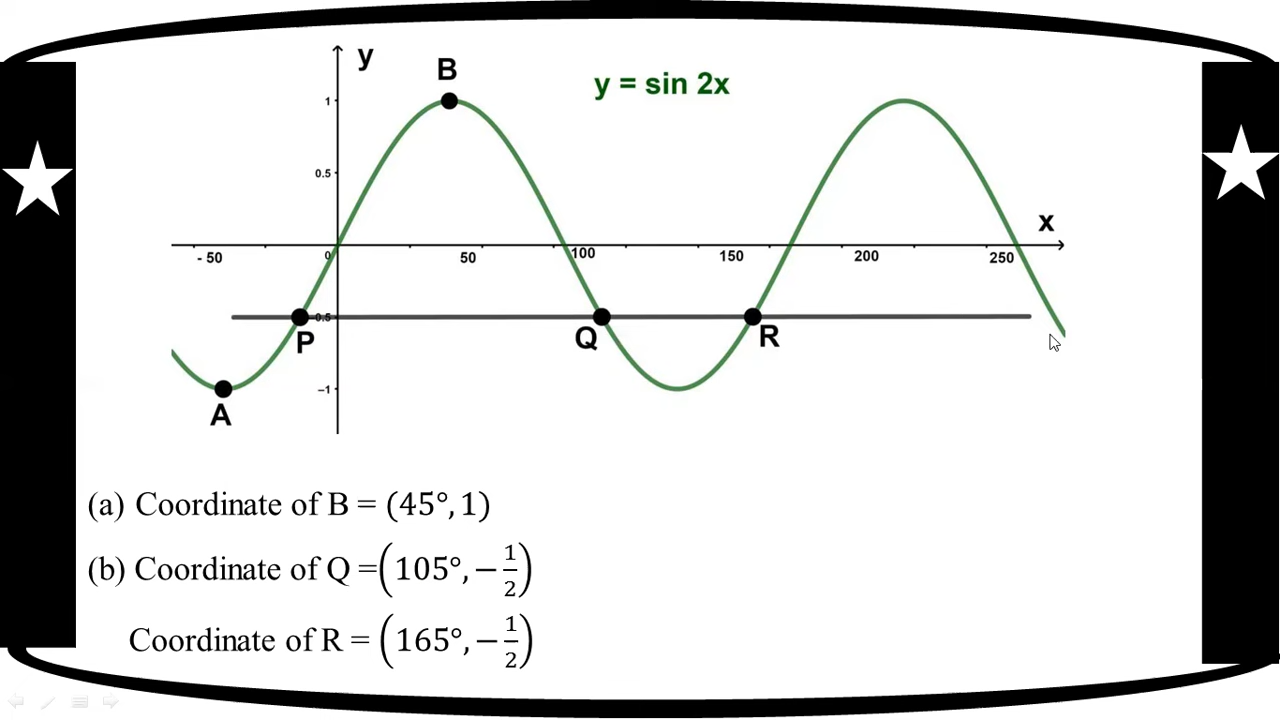 y
B
y = sin 2x
1
0.5
x
- 50
0
50
100
150
200
250
-0.5
P
Q
R
−1
A
(a) Coordinate of B = (45°, 1)
(b) Coordinate of Q =(105°, −1/2)
Coordinate of R = (165°, −1/2)